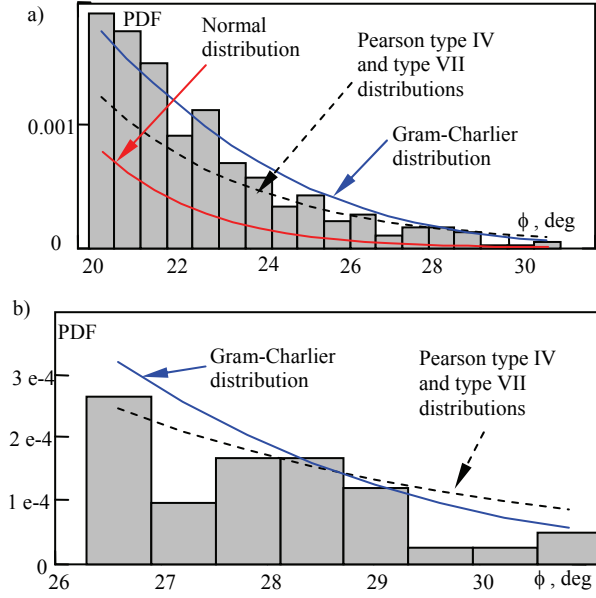 a)
PDF
Normal
distribution
Pearson type IV
and type VII
distributions
Gram-Charlier
distribution
0.001
0
ϕ , deg
20 22 24 26 28 30
b)
PDF
Gram-Charlier
distribution
Pearson type IV
and type VII
distributions
3 e-4
2 e-4
1 e-4
0
26 27 28 29 30 ϕ , deg